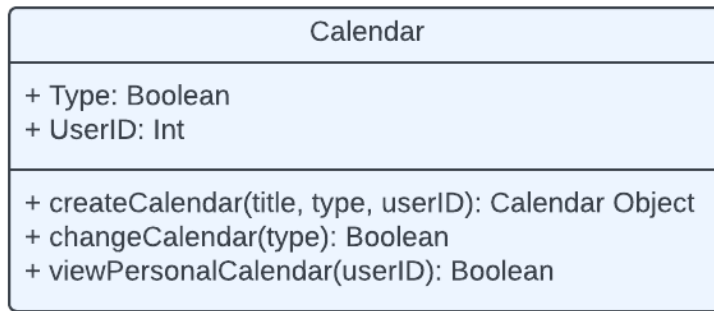 Calendar
+ Type: Boolean
+ UserID: Int
+ createCalendar(title, type, userID): Calendar Object
+ changeCalendar(type): Boolean
+ viewPersonalCalendar(userID): Boolean